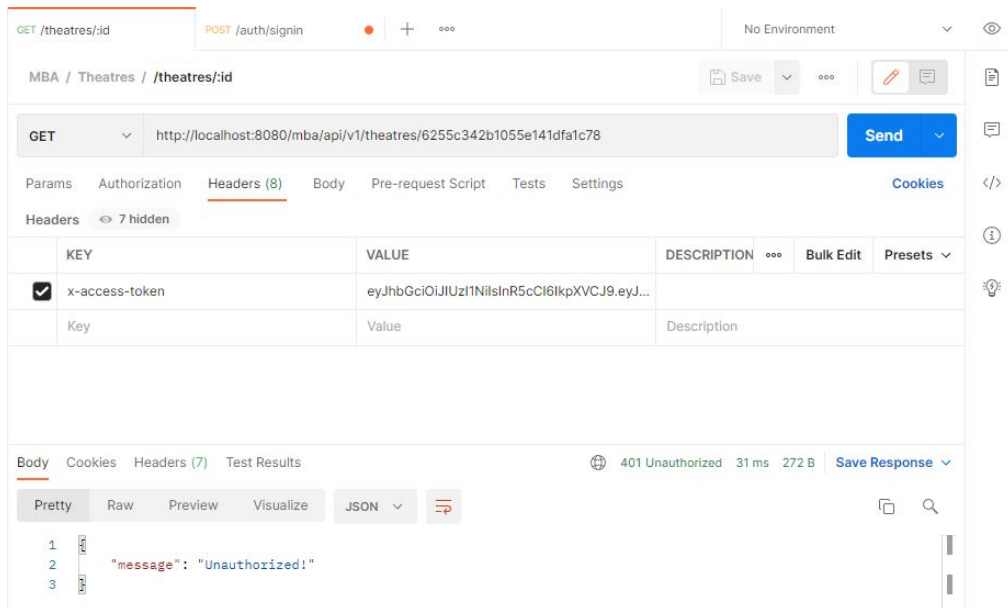 GET /theatres/:id POST /auth/signin No Environment
MBA / Theatres / /theatres/:id Save
GET http://localhost:8080/mba/api/v1/theatres/6255c342b1055e141dfa1c78 Send
Params Authorization Headers (8) Body Pre-request Script Tests Settings Cookies
Headers 7 hidden
KEY VALUE DESCRIPTION Bulk Edit Presets
x-access-token eyJhbGciOiJIUzI1NiIsInR5cCI6IkpXVCJ9.eyJ...
Key Value Description
Body Cookies Headers (7) Test Results 401 Unauthorized 31 ms 272 B Save Response
Pretty Raw Preview Visualize JSON
1 {
2 "message": "Unauthorized!"
3 }